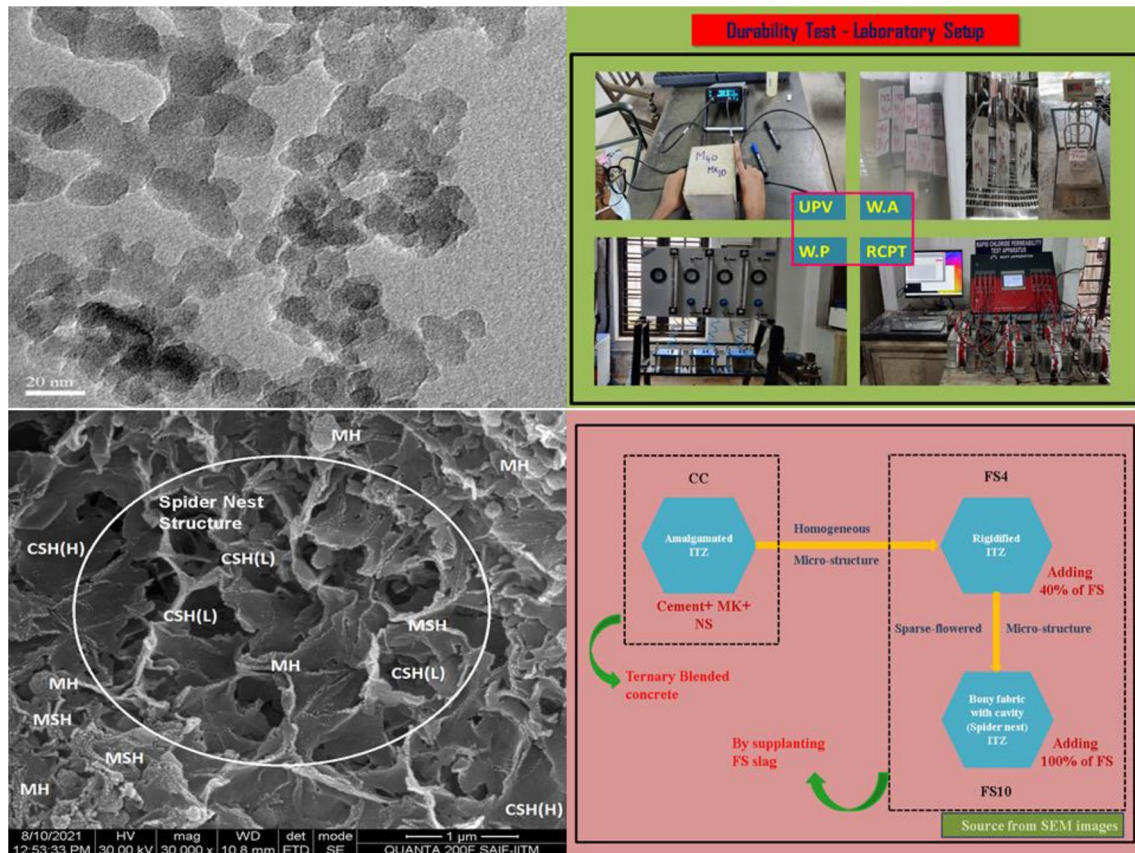 20 nm
Durability Test - Laboratory Setup
M40
MK10
UPV
W.A
W.P
RCPT
RAPID CHLORIDE PERMEABILITY
TEST APPARATUS
MH
MH
Spider Nest
Structure
CSH(H)
CSH(L)
CSH(L)
MSH
MH
CSH(L)
MH
MSH
MSH
MH
CSH(H)
8/10/2021 HV mag WD det mode 1 µm
12:53:33 PM 30.00 kV 30 000 x 10.8 mm ETD SE QUANTA 200F SAIF-IITM
CC
Amalgamated
ITZ
Cement+ MK+
NS
Homogeneous
Micro-structure
FS4
Rigidified
ITZ
Adding
40% of FS
Sparse-flowered
Micro-structure
Ternary Blended
concrete
Bony fabric
with cavity
(Spider nest)
ITZ
Adding
100% of FS
By supplanting
FS slag
FS10
Source from SEM images